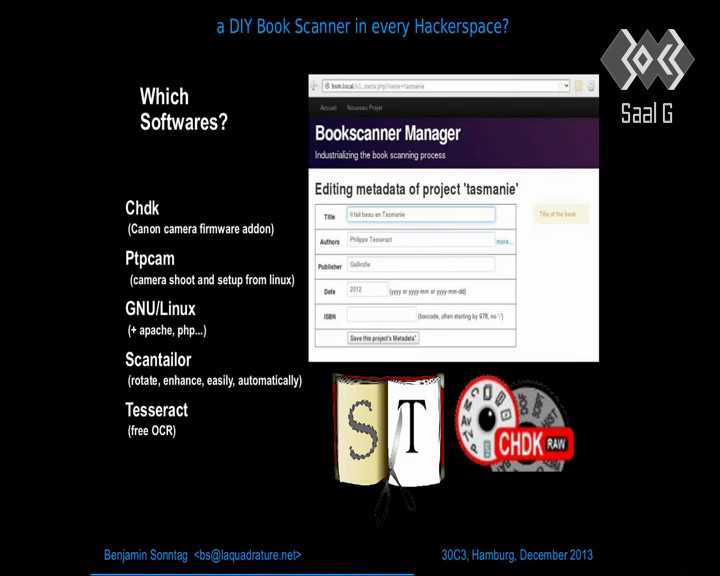 a DIY Book Scanner in every Hackerspace?
Saal G
Which
Softwares?
Chdk
(Canon camera firmware addon)
Ptpcam
(camera shoot and setup from linux)
GNU/Linux
(+ apache, php...)
Scantailor
(rotate, enhance, easily, automatically)
Tesseract
(free OCR)
Accueil Nouveau Projet
Bookscanner Manager
Industrializing the book scanning process
Editing metadata of project 'tasmanie'
Title Il fait beau en Tasmanie
Title of the book
Authors Philippe Tesseract more...
Publisher
Date 2012 (yyyy or yyyy-mm or yyyy-mm-dd)
ISBN (barcode, often starting by 978, no '-')
Save this project's Metadata"
S T
CHDK RAW
Benjamin Sonntag <bs@laquadrature.net>
30C3, Hamburg, December 2013